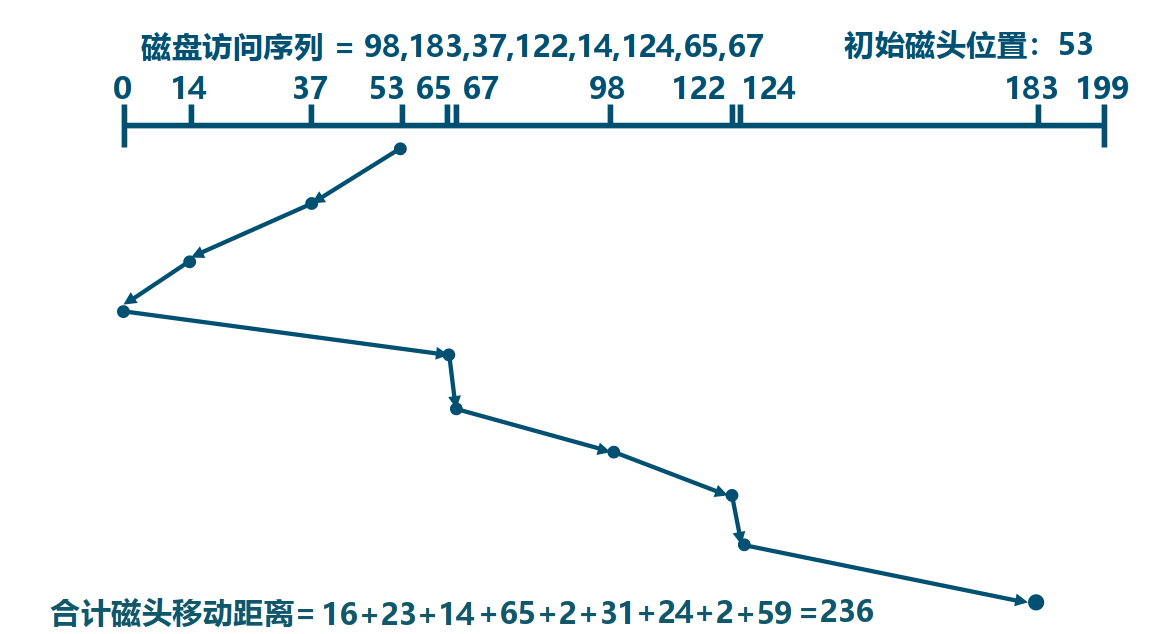 磁盘访问序列 = 98,183,37,122,14,124,65,67 初始磁头位置：53
0 14 37 53 65 67 98 122 124 183 199
合计磁头移动距离= 16+23+14+65+2+31+24+2+59 =236